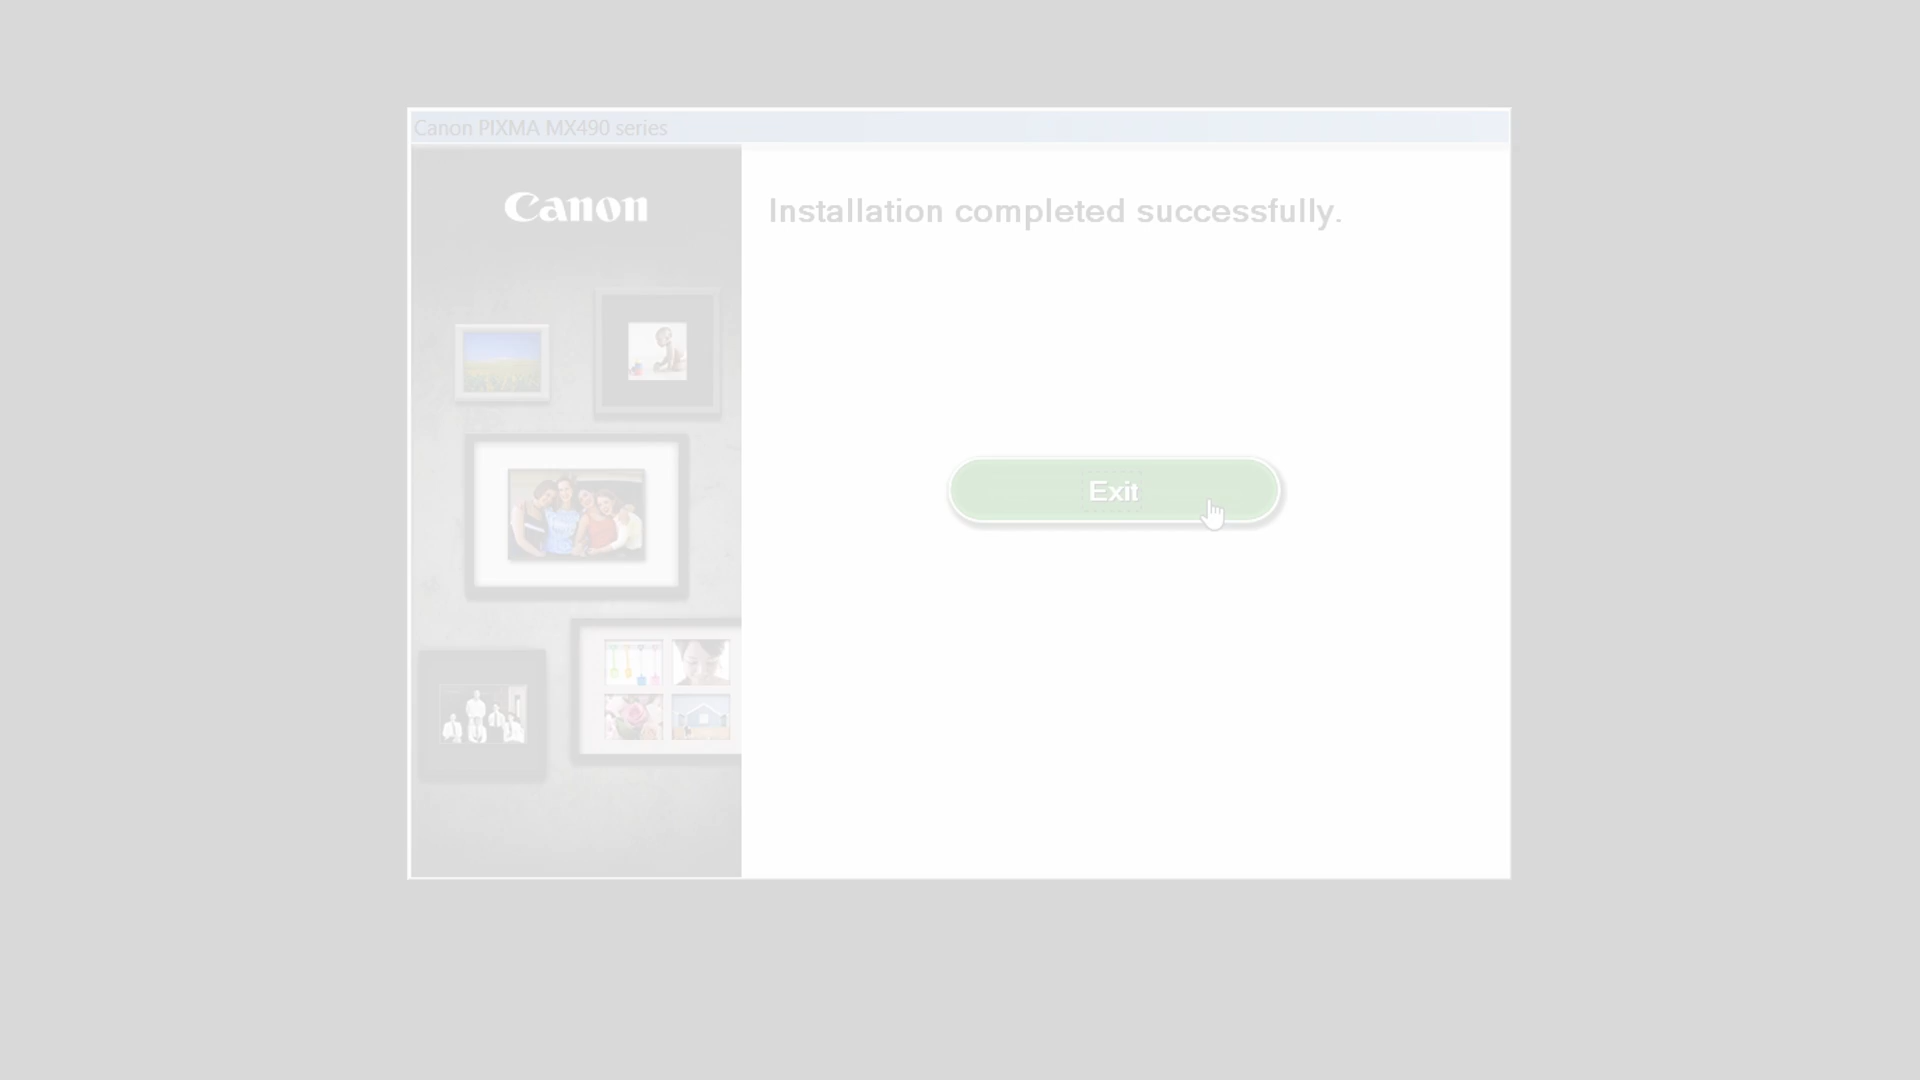 Canon PIXMA MX490 series
Canon
Installation completed successfully.
Exit